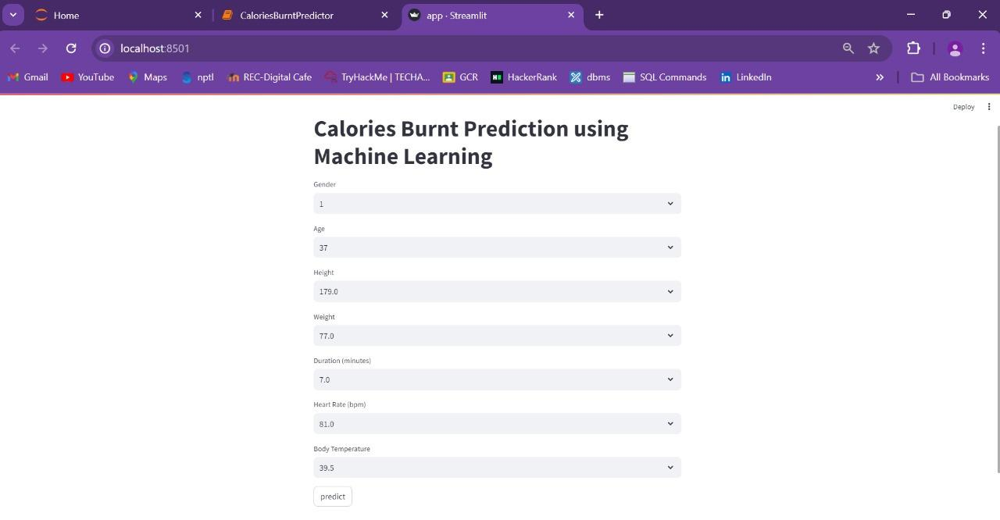 Home
CaloriesBurntPredictor
app · Streamlit
localhost:8501
Gmail
YouTube
Maps
nptl
REC-Digital Cafe
TryHackMe | TECHA...
GCR
HackerRank
dbms
SQL Commands
LinkedIn
All Bookmarks
Deploy
Calories Burnt Prediction using
Machine Learning
Gender
1
Age
37
Height
179.0
Weight
77.0
Duration (minutes)
7.0
Heart Rate (bpm)
81.0
Body Temperature
39.5
predict